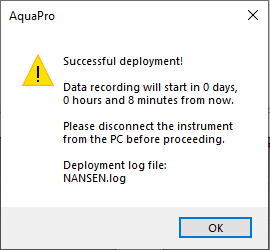 AquaPro
Successful deployment!
Data recording will start in 0 days,
0 hours and 8 minutes from now.
Please disconnect the instrument
from the PC before proceeding.
Deployment log file:
NANSEN.log
OK